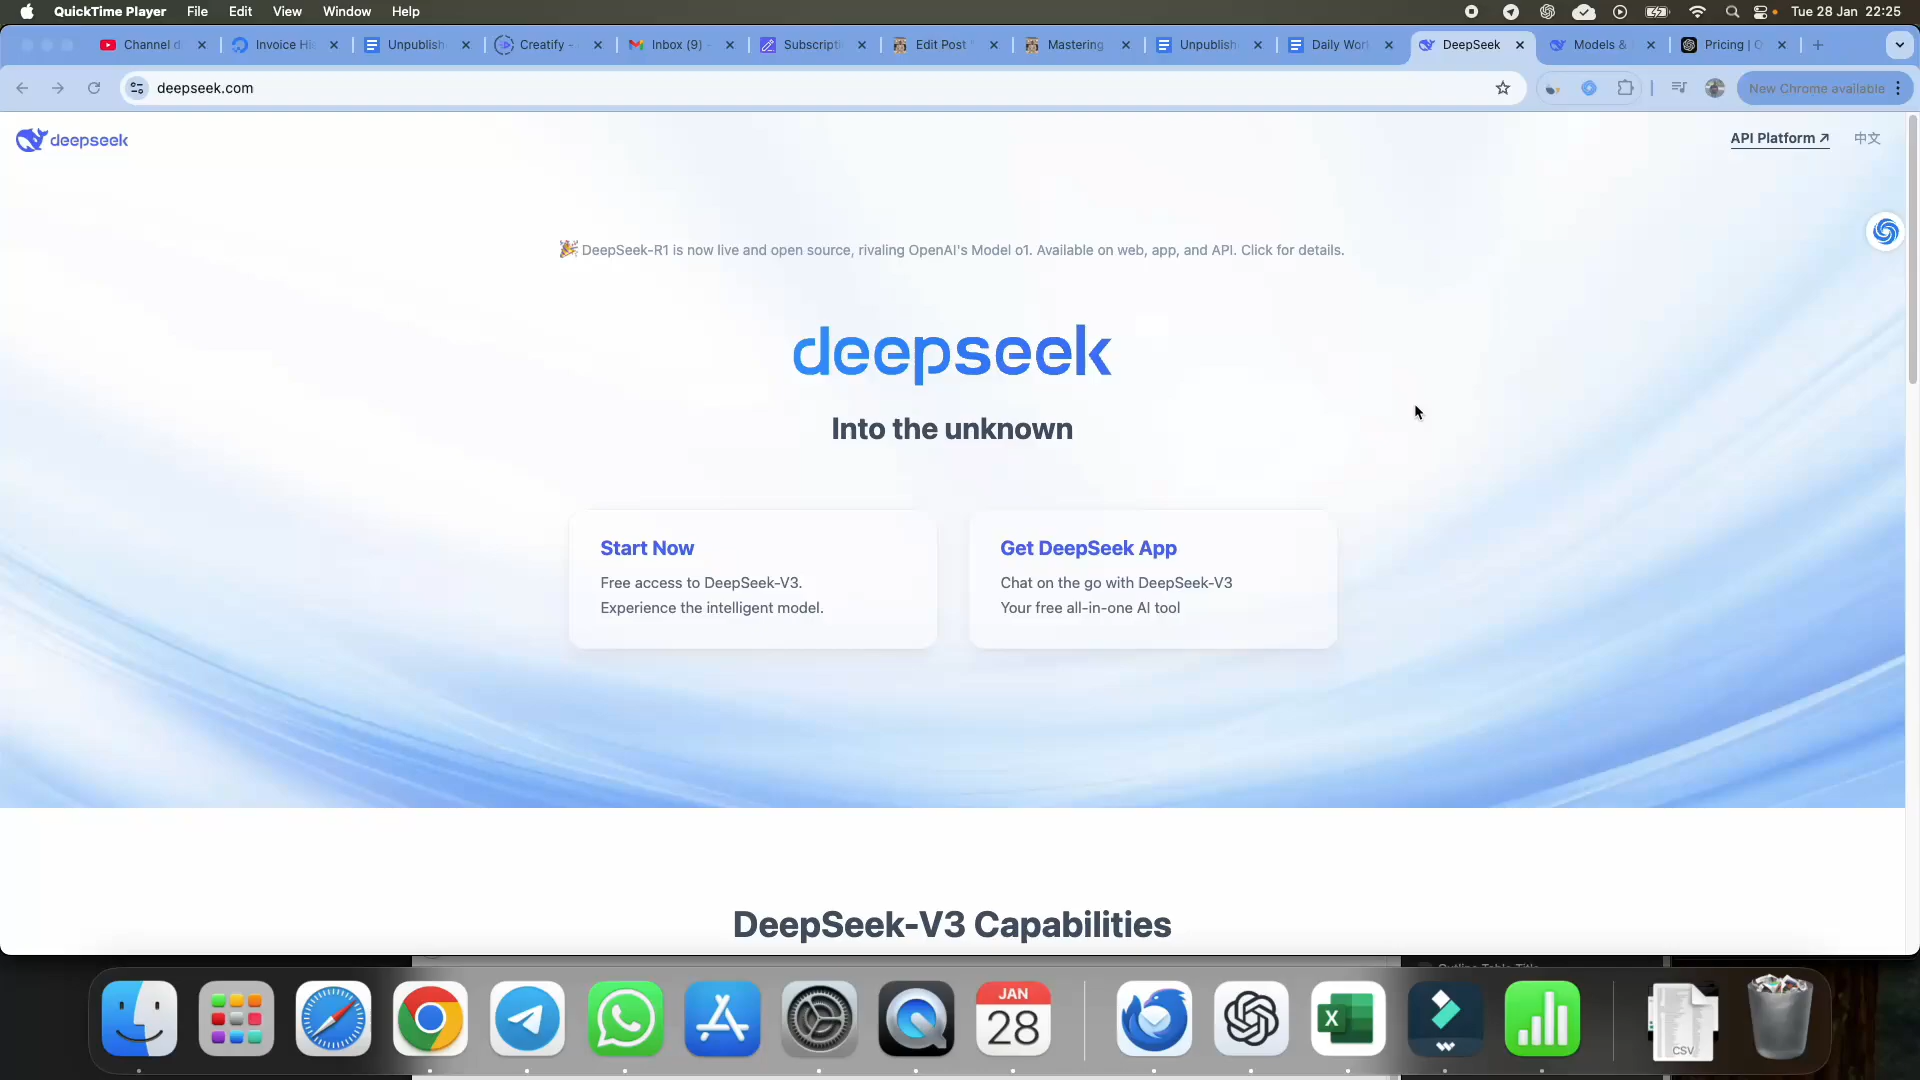 QuickTime Player File Edit View Window Help Tue 28 Jan 22:25
Channel d Invoice Hi Unpublish Creatify - Inbox (9) - Subscripti Edit Post " Mastering Unpublish Daily Wor DeepSeek Models & Pricing |
deepseek.com New Chrome available
deepseek API Platform ↗ 中文
🎉 DeepSeek-R1 is now live and open source, rivaling OpenAI's Model o1. Available on web, app, and API. Click for details.
deepseek
Into the unknown
Start Now
Free access to DeepSeek-V3.
Experience the intelligent model.
Get DeepSeek App
Chat on the go with DeepSeek-V3
Your free all-in-one AI tool
DeepSeek-V3 Capabilities
JAN
28
X
CSV